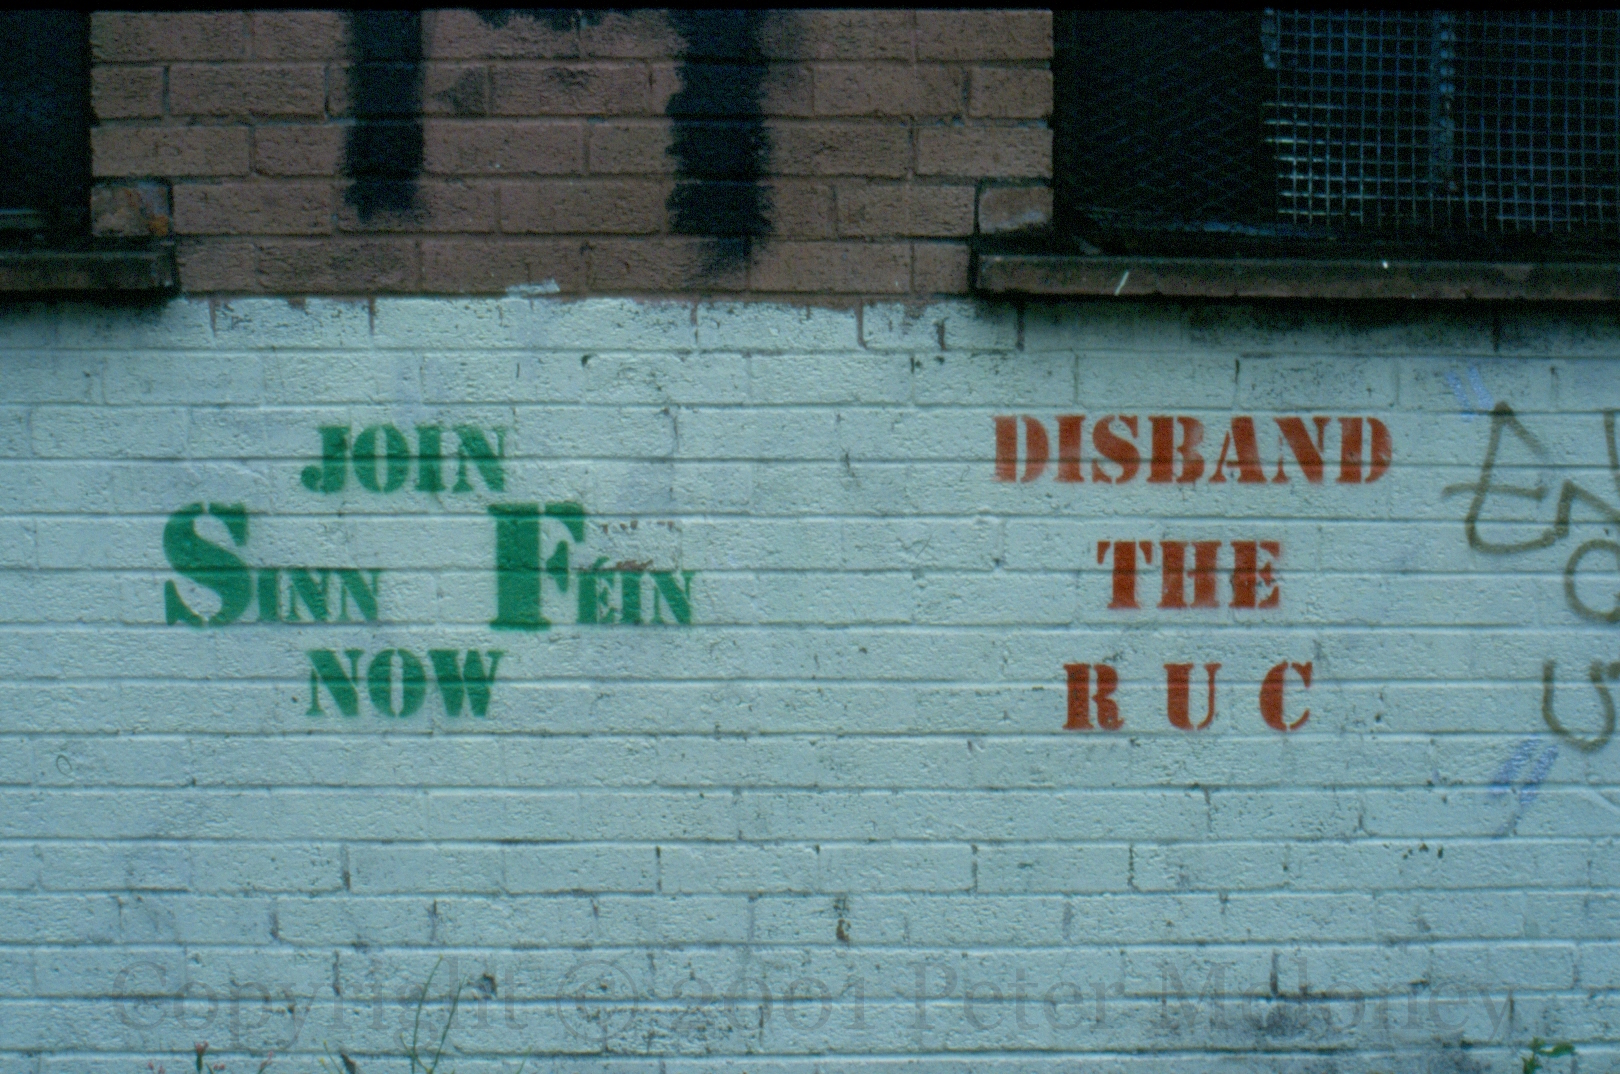 JOIN
SINN FÉIN
NOW
DISBAND
THE
R U C
Copyright © 2001 Peter Moloney